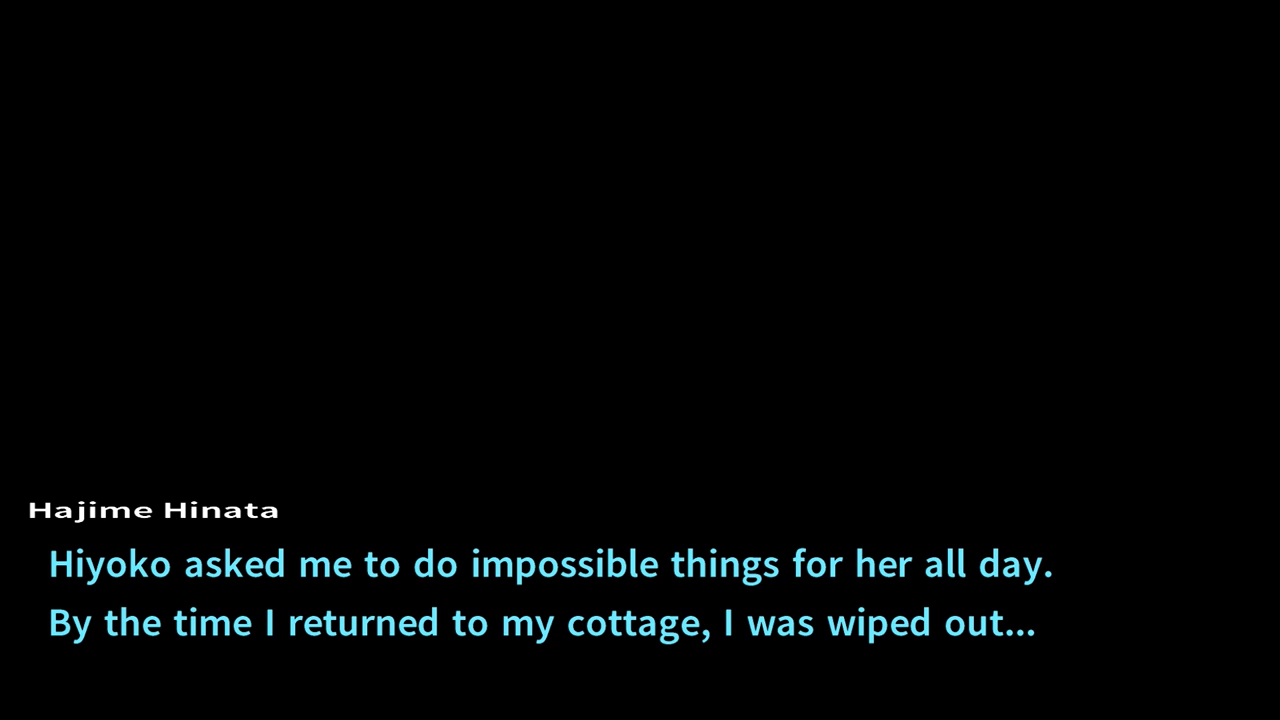 Hajime Hinata
Hiyoko asked me to do impossible things for her all day.
By the time I returned to my cottage, I was wiped out...